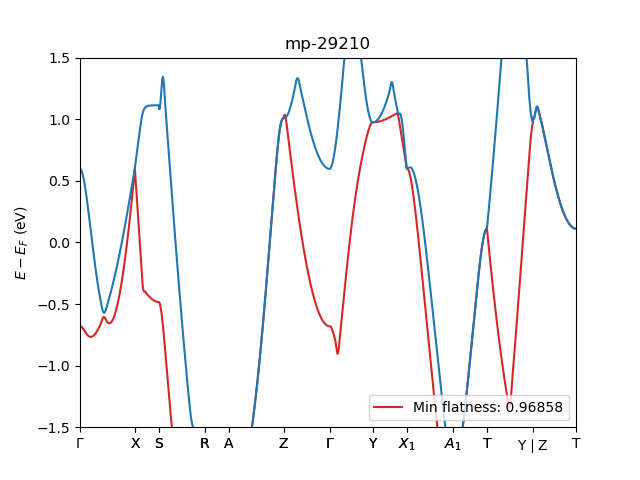 mp-29210
E − E_F (eV)
1.5
1.0
0.5
0.0
−0.5
−1.0
−1.5
Min flatness: 0.96858
Γ X S R A Z Γ Y X₁ A₁ T Y | Z T